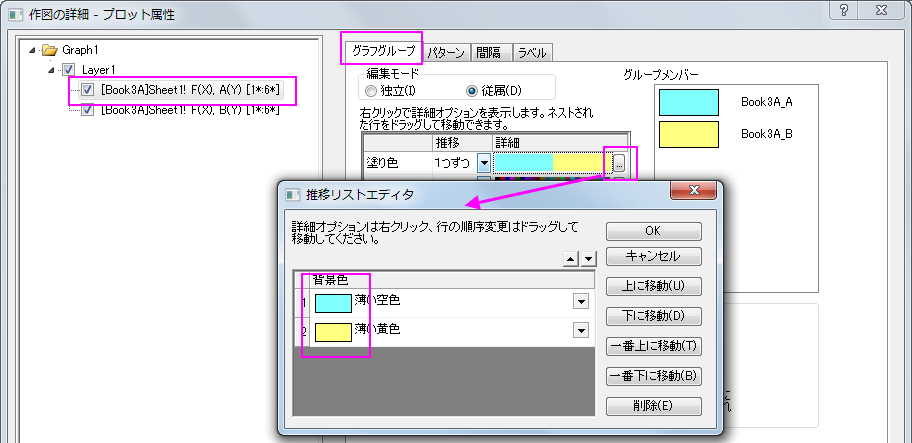 作図の詳細 - プロット属性
Graph1
Layer1
[Book3A]Sheet1! F(X), A(Y) [1*:6*]
[Book3A]Sheet1! F(X), B(Y) [1*:6*]
グラフグループ
パターン
間隔
ラベル
編集モード
独立(I)
従属(D)
右クリックで詳細オプションを表示します。ネストされ
た行をドラッグして移動できます。
推移
詳細
塗り色
1つずつ
...
グループメンバー
Book3A_A
Book3A_B
推移リストエディタ
詳細オプションは右クリック、行の順序変更はドラッグして
移動してください。
背景色
1
薄い空色
2
薄い黄色
OK
キャンセル
上に移動(U)
下に移動(D)
一番上に移動(T)
一番下に移動(B)
削除(E)